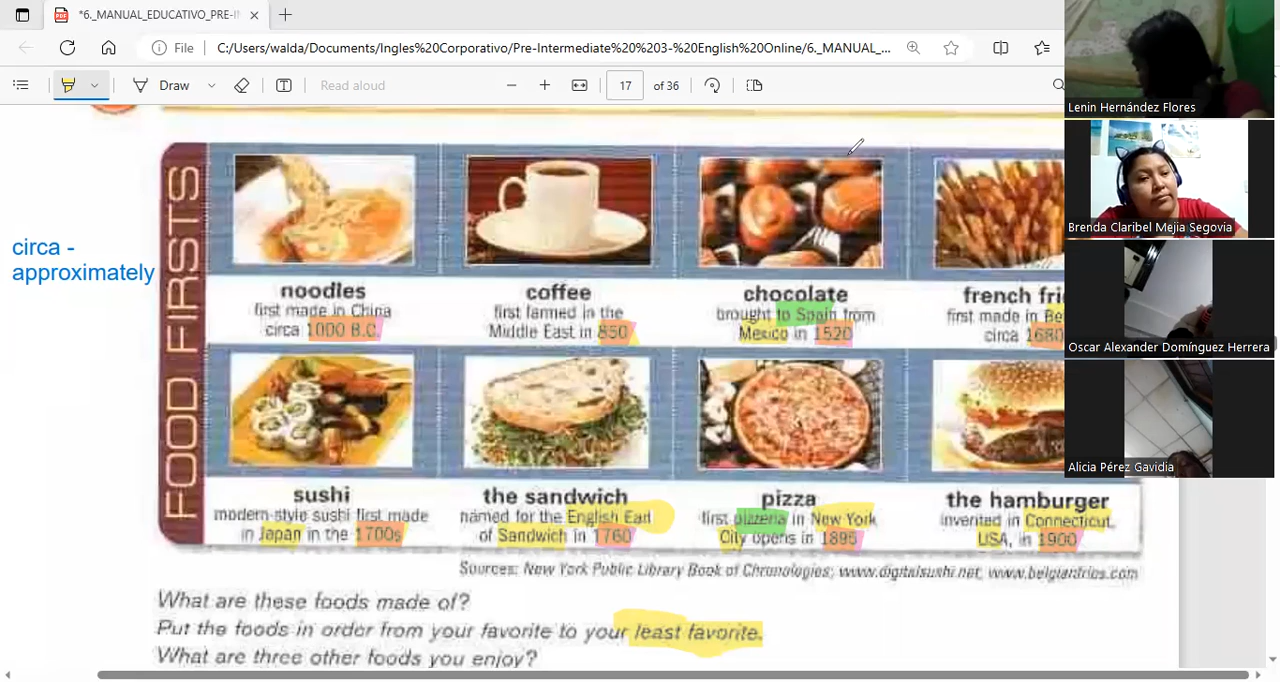 *6._MANUAL_EDUCATIVO_PRE-I
File
C:/Users/walda/Documents/Ingles%20Corporativo/Pre-Intermediate%20%203-%20English%20Online/6._MANUAL_...
Draw
Read aloud
17
of 36
circa -
approximately
FOOD FIRSTS
noodles
first made in China
circa 1000 B.C.
coffee
first farmed in the
Middle East in 850
chocolate
brought to Spain from
Mexico in 1520
french fri
first made in Be
circa 1680
sushi
modern-style sushi first made
in Japan in the 1700s
the sandwich
named for the English Earl
of Sandwich in 1760
pizza
first pizzeria in New York
City opens in 1895
the hamburger
invented in Connecticut,
USA, in 1900
Sources: New York Public Library Book of Chronologies; www.digitalsushi.net, www.belgianfries.com
What are these foods made of?
Put the foods in order from your favorite to your least favorite.
What are three other foods you enjoy?
Lenin Hernández Flores
Brenda Claribel Mejia Segovia
Oscar Alexander Domínguez Herrera
Alicia Pérez Gavidia